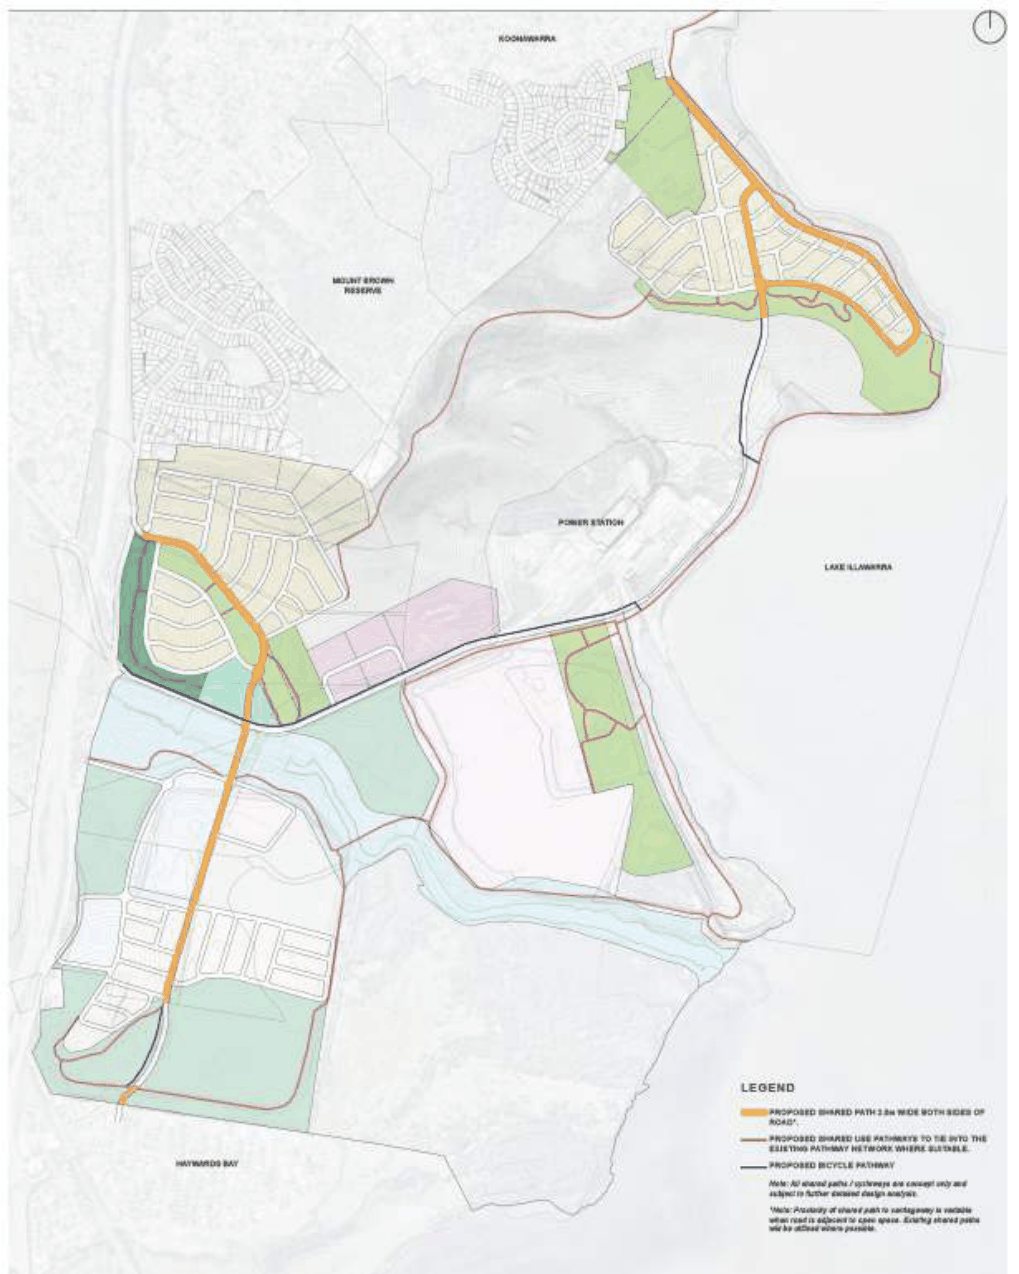 KOONAWARRA
MOUNT BROWN
RESERVE
POWER STATION
LAKE ILLAWARRA
HAYWARDS BAY
LEGEND
PROPOSED SHARED PATH WIDE BOTH SIDES OF
ROAD*.
PROPOSED SHARED USE PATHWAYS TO TIE INTO THE
EXISTING PATHWAY NETWORK WHERE SUITABLE.
PROPOSED BICYCLE PATHWAY
Note: All shared paths / cycleways are concept only and
subject to further detailed design analysis.
*Note: Proximity of shared path to carriageway is variable
when road is adjacent to open space. Existing shared paths
will be utilised where possible.